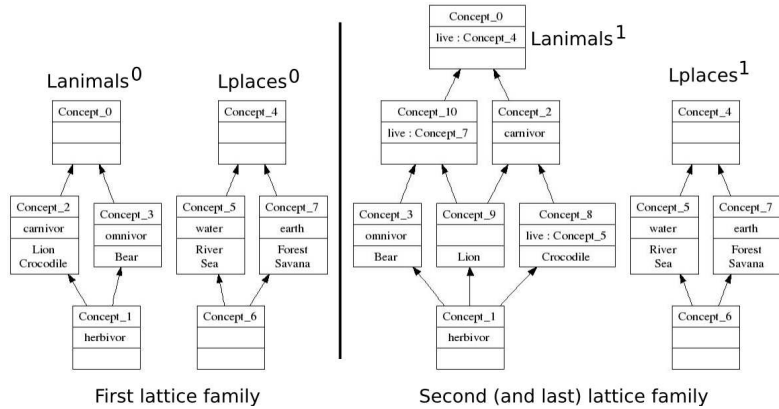 Concept_0
live : Concept_4
Lanimals1
Lanimals0
Lplaces0
Lplaces1
Concept_0
Concept_4
Concept_10
live : Concept_7
Concept_2
carnivor
Concept_4
Concept_2
carnivor
Lion
Crocodile
Concept_3
omnivor
Bear
Concept_5
water
River
Sea
Concept_7
earth
Forest
Savana
Concept_3
omnivor
Bear
Concept_9
Lion
Concept_8
live : Concept_5
Crocodile
Concept_5
water
River
Sea
Concept_7
earth
Forest
Savana
Concept_1
herbivor
Concept_6
Concept_1
herbivor
Concept_6
First lattice family
Second (and last) lattice family